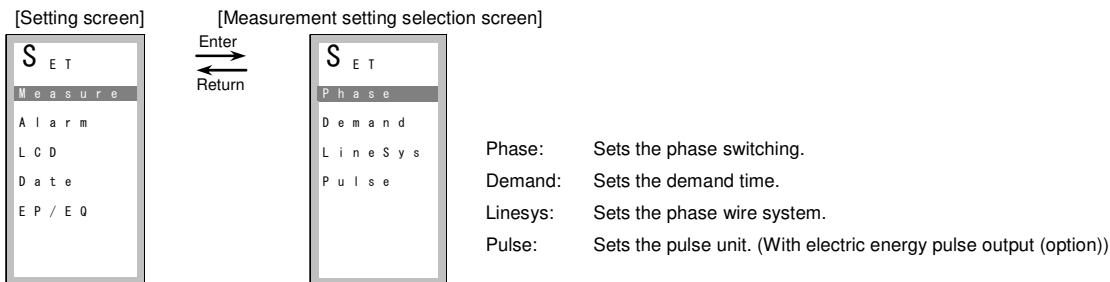 [Setting screen]
[Measurement setting selection screen]
SET
Measure
Alarm
LCD
Date
EP/EQ
Enter
Return
SET
Phase
Demand
LineSys
Pulse
Phase: Sets the phase switching.
Demand: Sets the demand time.
Linesys: Sets the phase wire system.
Pulse: Sets the pulse unit. (With electric energy pulse output (option))